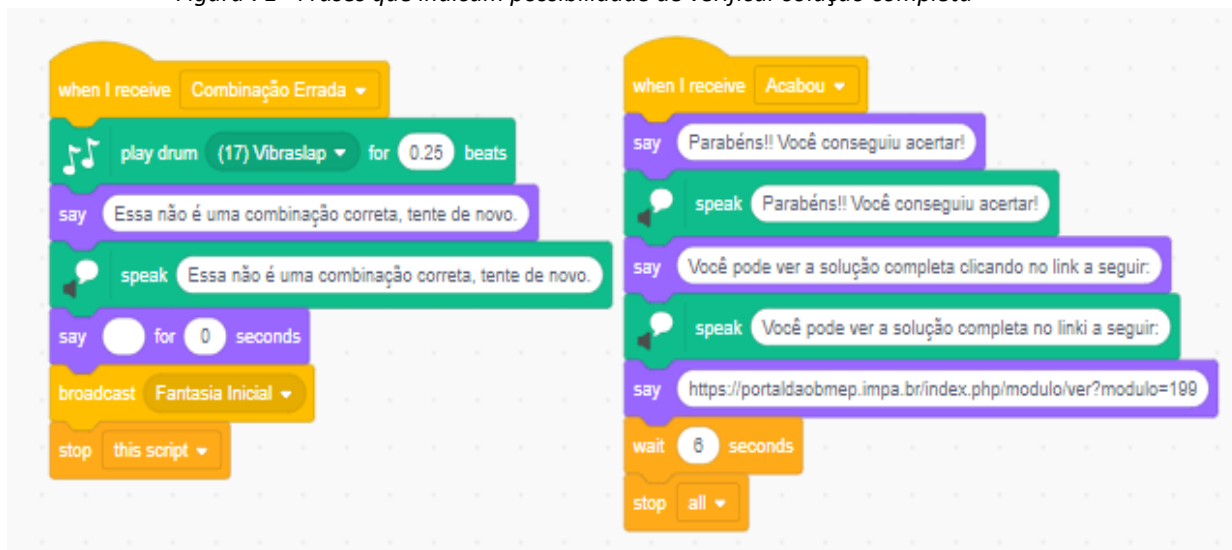 when I receive Combinação Errada
play drum (17) Vibraslap for 0.25 beats
say Essa não é uma combinação correta, tente de novo.
speak Essa não é uma combinação correta, tente de novo.
say for 0 seconds
broadcast Fantasia Inicial
stop this script
when I receive Acabou
say Parabéns!! Você conseguiu acertar!
speak Parabéns!! Você conseguiu acertar!
say Você pode ver a solução completa clicando no link a seguir:
speak Você pode ver a solução completa no linki a seguir:
say https://portaldaobmep.impa.br/index.php/modulo/ver?modulo=199
wait 6 seconds
stop all